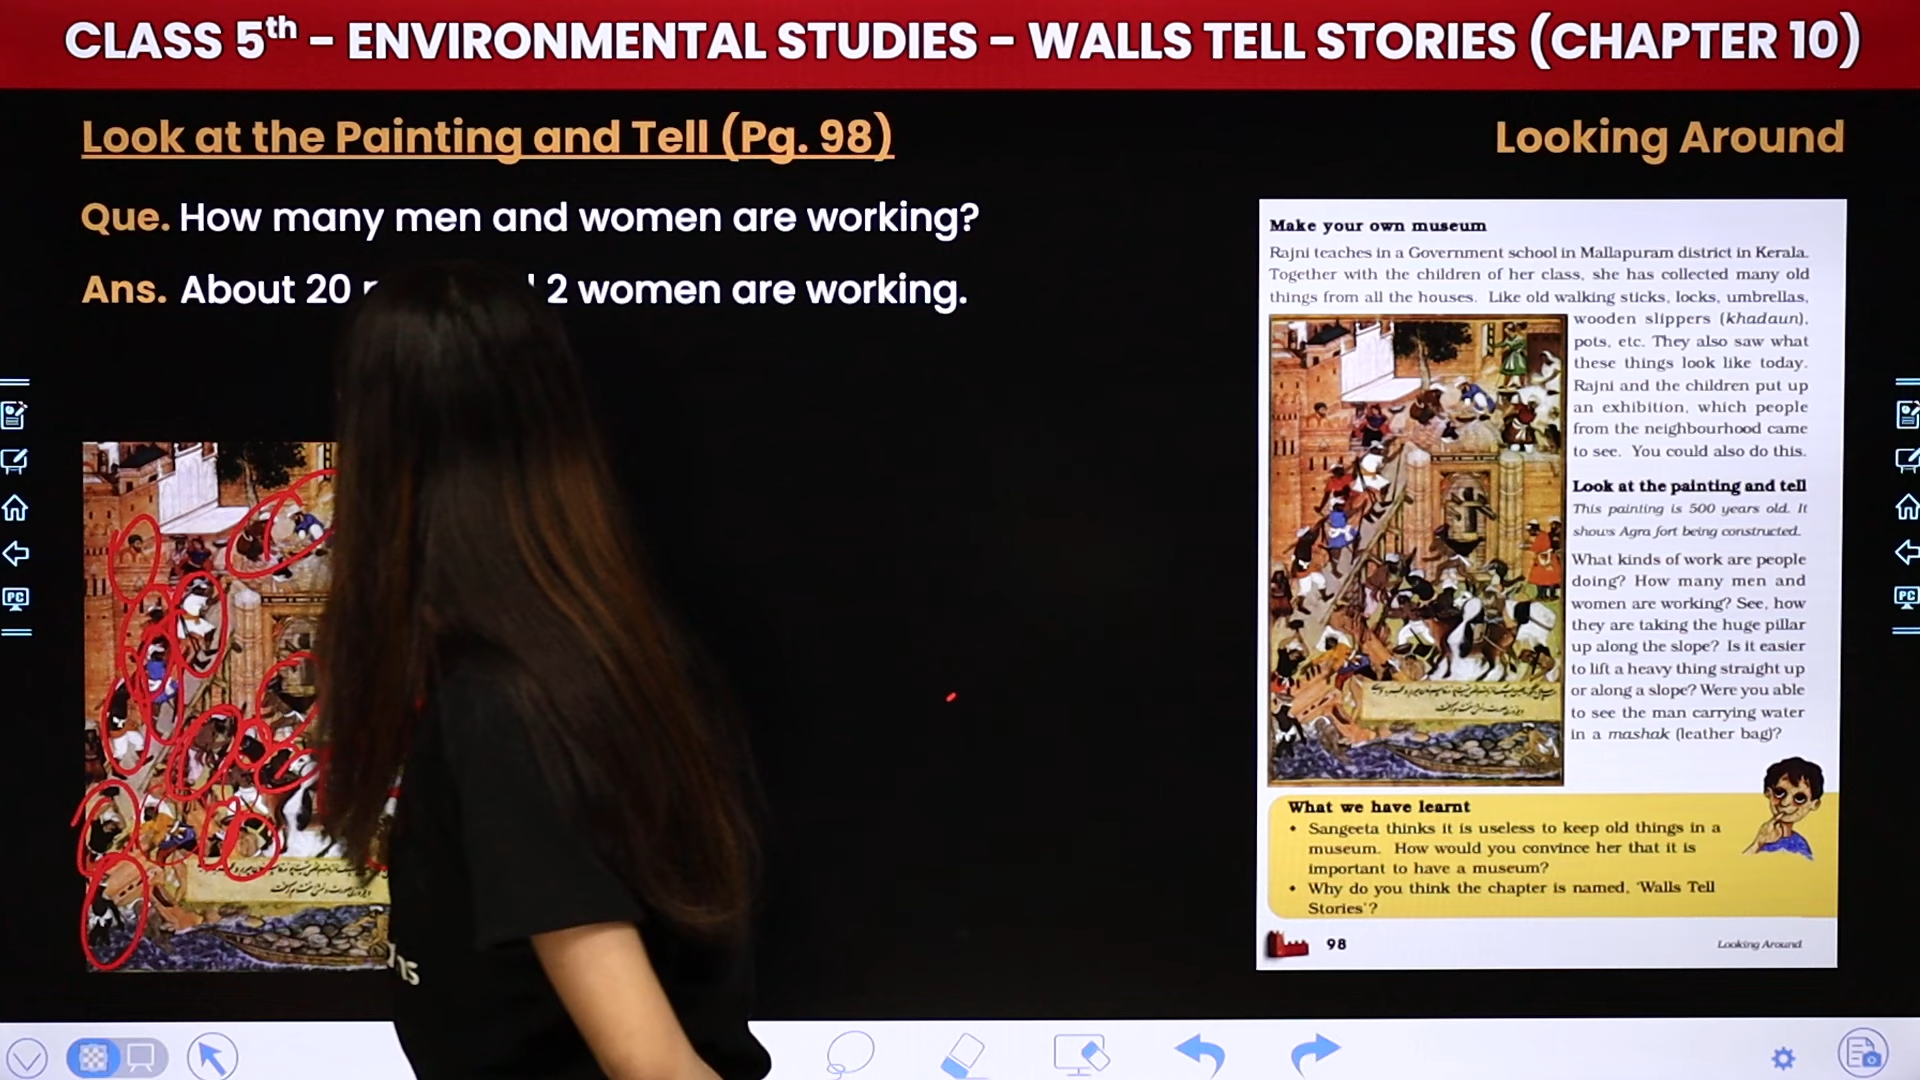 CLASS 5th - ENVIRONMENTAL STUDIES - WALLS TELL STORIES (CHAPTER 10)
Look at the Painting and Tell (Pg. 98)
Looking Around
Que. How many men and women are working?
Ans. About 20 2 women are working.
Make your own museum
Rajni teaches in a Government school in Mallapuram district in Kerala.
Together with the children of her class, she has collected many old
things from all the houses. Like old walking sticks, locks, umbrellas,
wooden slippers (khadaun),
pots, etc. They also saw what
these things look like today.
Rajni and the children put up
an exhibition, which people
from the neighbourhood came
to see. You could also do this.
Look at the painting and tell
This painting is 500 years old. It
shows Agra fort being constructed.
What kinds of work are people
doing? How many men and
women are working? See, how
they are taking the huge pillar
up along the slope? Is it easier
to lift a heavy thing straight up
or along a slope? Were you able
to see the man carrying water
in a mashak (leather bag)?
What we have learnt
• Sangeeta thinks it is useless to keep old things in a
museum. How would you convince her that it is
important to have a museum?
• Why do you think the chapter is named, 'Walls Tell
Stories'?
98
Looking Around
PC
PC